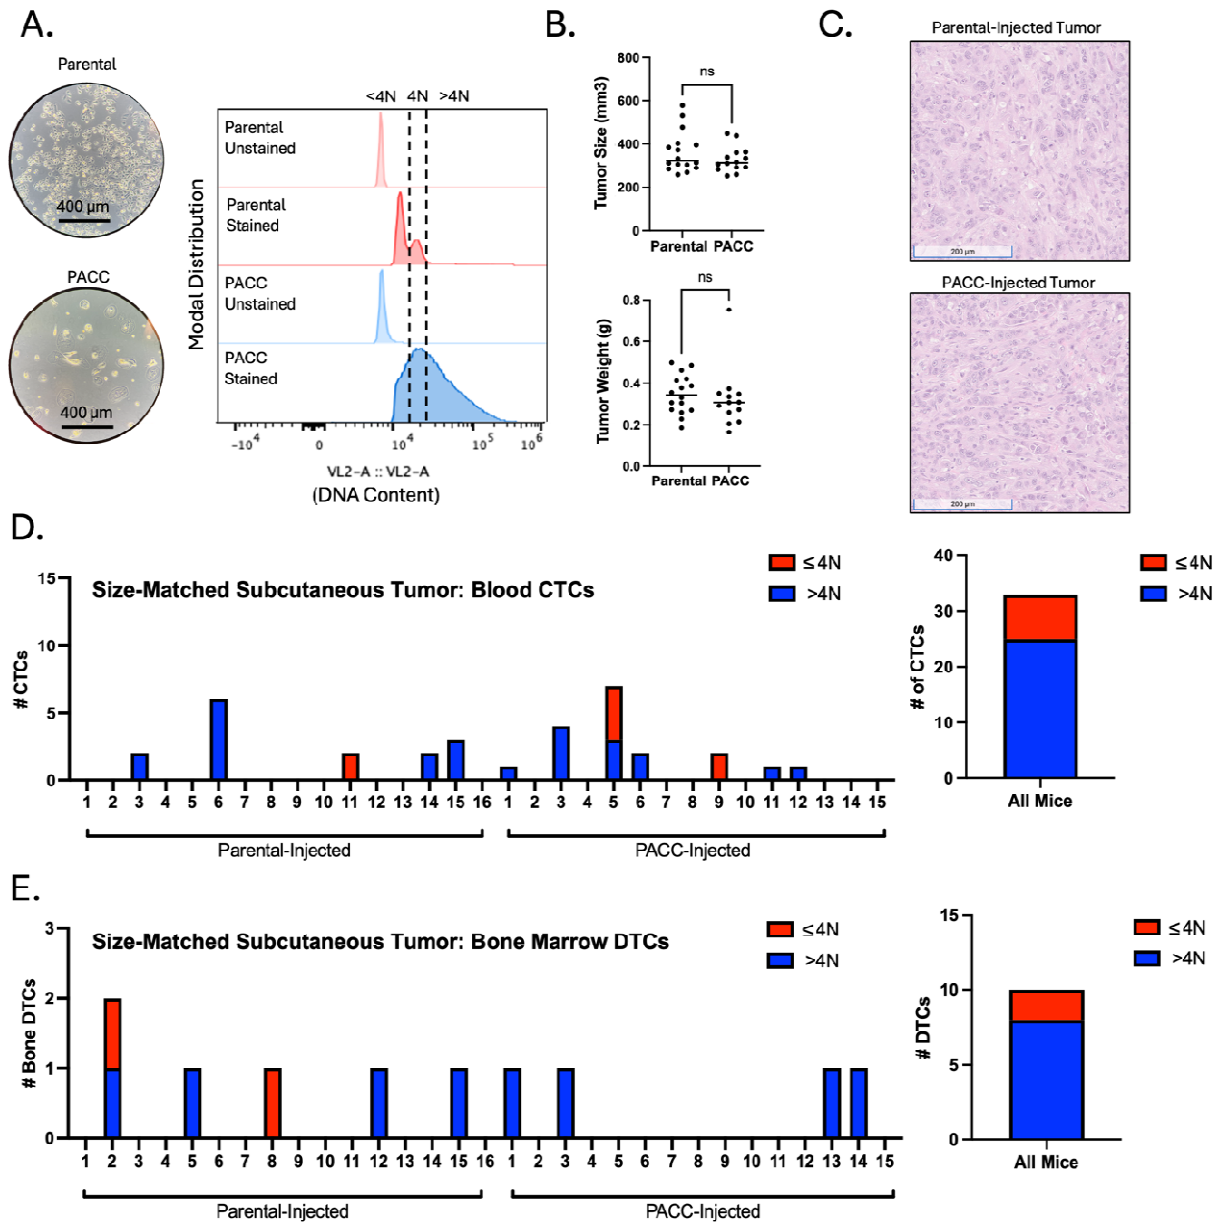 A.
Parental
400 µm
PACC
400 µm
<4N 4N >4N
Parental
Unstained
Parental
Stained
PACC
Unstained
PACC
Stained
Modal Distribution
-10^4 0 10^4 10^5 10^6
VL2-A :: VL2-A
(DNA Content)
B.
Tumor Size (mm3)
800
600
400
200
0
ns
Parental PACC
Tumor Weight (g)
0.8
0.6
0.4
0.2
0.0
ns
Parental PACC
C.
Parental-Injected Tumor
200 µm
PACC-Injected Tumor
200 µm
D.
Size-Matched Subcutaneous Tumor: Blood CTCs
≤4N
>4N
# CTCs
15
10
5
0
1 2 3 4 5 6 7 8 9 10 11 12 13 14 15 16 1 2 3 4 5 6 7 8 9 10 11 12 13 14 15
Parental-Injected PACC-Injected
# of CTCs
40
30
20
10
0
All Mice
≤4N
>4N
E.
Size-Matched Subcutaneous Tumor: Bone Marrow DTCs
≤4N
>4N
# Bone DTCs
3
2
1
0
1 2 3 4 5 6 7 8 9 10 11 12 13 14 15 16 1 2 3 4 5 6 7 8 9 10 11 12 13 14 15
Parental-Injected PACC-Injected
# DTCs
15
10
5
0
All Mice
≤4N
>4N